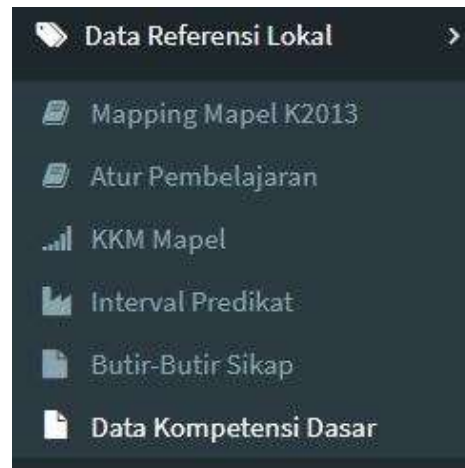 Data Referensi Lokal
Mapping Mapel K2013
Atur Pembelajaran
KKM Mapel
Interval Predikat
Butir-Butir Sikap
Data Kompetensi Dasar